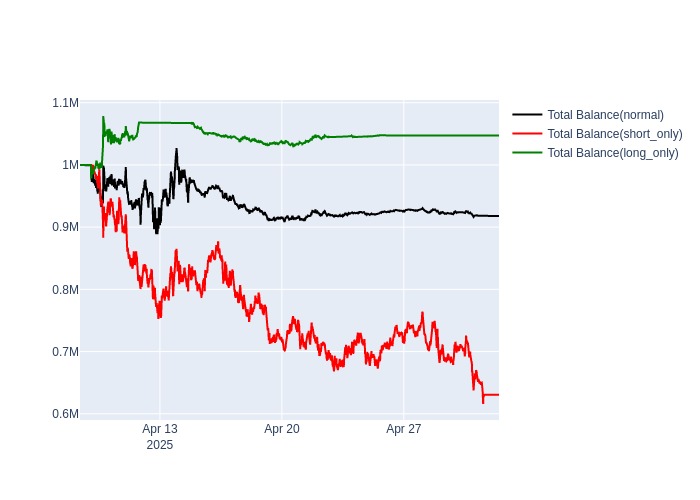 1.1M
1M
0.9M
0.8M
0.7M
0.6M
Apr 13
2025
Apr 20
Apr 27
Total Balance(normal)
Total Balance(short_only)
Total Balance(long_only)